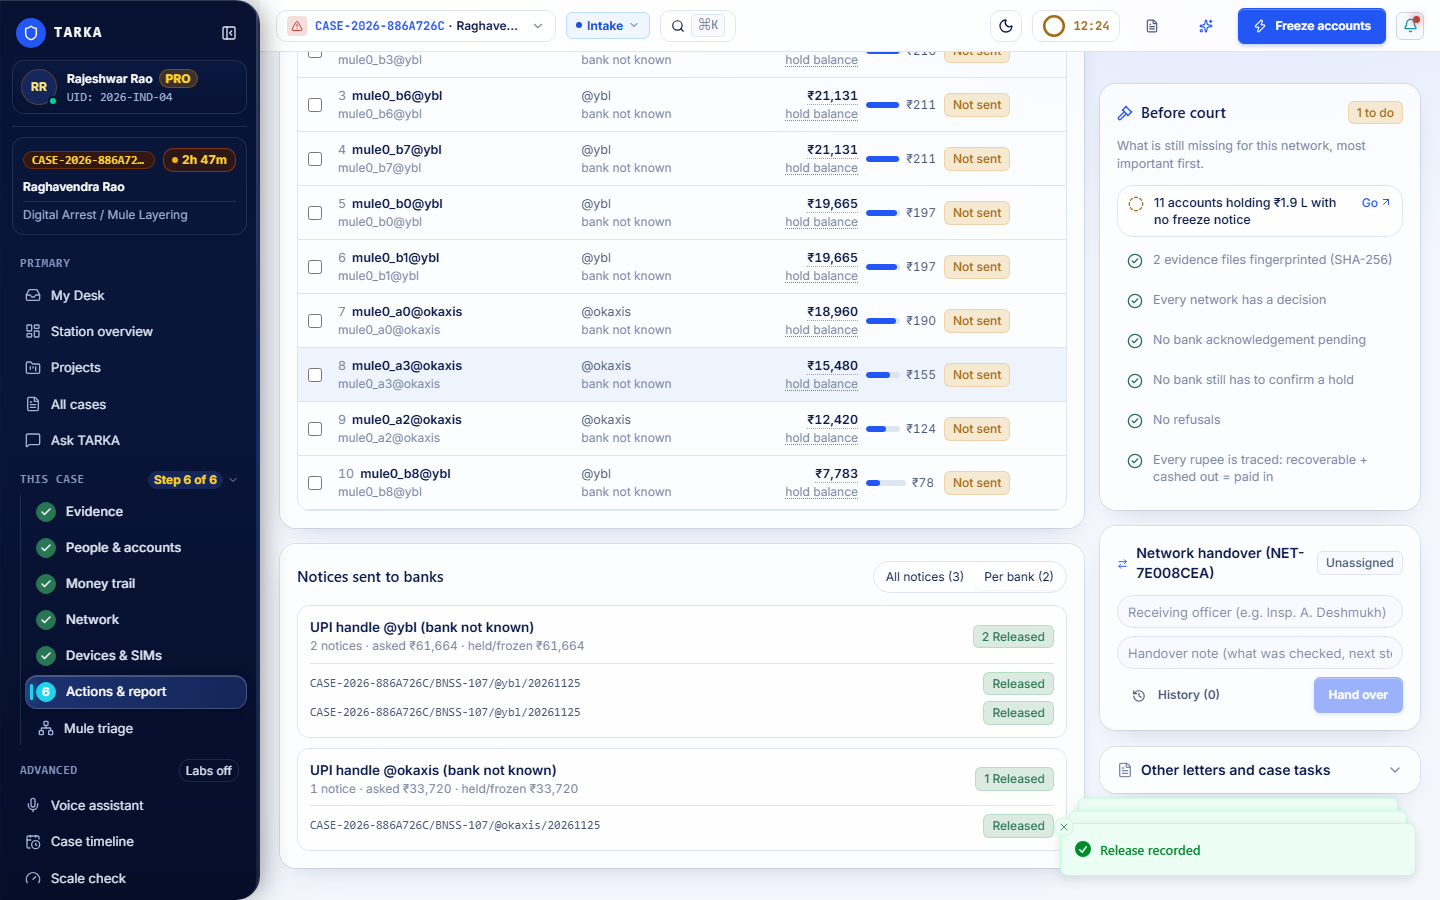 TARKA
RR
Rajeshwar Rao PRO
UID: 2026-IND-04
CASE-2026-886A72… 2h 47m
Raghavendra Rao
Digital Arrest / Mule Layering
PRIMARY
My Desk
Station overview
Projects
All cases
Ask TARKA
THIS CASE Step 6 of 6
Evidence
People & accounts
Money trail
Network
Devices & SIMs
6 Actions & report
Mule triage
ADVANCED Labs off
Voice assistant
Case timeline
Scale check
CASE-2026-886A726C · Raghave...
Intake
⌘K
12:24
Freeze accounts
mule0_b3@ybl bank not known hold balance
3 mule0_b6@ybl @ybl ₹21,131 ₹211 Not sent
mule0_b6@ybl bank not known hold balance
4 mule0_b7@ybl @ybl ₹21,131 ₹211 Not sent
mule0_b7@ybl bank not known hold balance
5 mule0_b0@ybl @ybl ₹19,665 ₹197 Not sent
mule0_b0@ybl bank not known hold balance
6 mule0_b1@ybl @ybl ₹19,665 ₹197 Not sent
mule0_b1@ybl bank not known hold balance
7 mule0_a0@okaxis @okaxis ₹18,960 ₹190 Not sent
mule0_a0@okaxis bank not known hold balance
8 mule0_a3@okaxis @okaxis ₹15,480 ₹155 Not sent
mule0_a3@okaxis bank not known hold balance
9 mule0_a2@okaxis @okaxis ₹12,420 ₹124 Not sent
mule0_a2@okaxis bank not known hold balance
10 mule0_b8@ybl @ybl ₹7,783 ₹78 Not sent
mule0_b8@ybl bank not known hold balance
Notices sent to banks
All notices (3) Per bank (2)
UPI handle @ybl (bank not known)
2 notices · asked ₹61,664 · held/frozen ₹61,664
2 Released
CASE-2026-886A726C/BNSS-107/@ybl/20261125 Released
CASE-2026-886A726C/BNSS-107/@ybl/20261125 Released
UPI handle @okaxis (bank not known)
1 notice · asked ₹33,720 · held/frozen ₹33,720
1 Released
CASE-2026-886A726C/BNSS-107/@okaxis/20261125 Released
Before court 1 to do
What is still missing for this network, most
important first.
11 accounts holding ₹1.9 L with Go
no freeze notice
2 evidence files fingerprinted (SHA-256)
Every network has a decision
No bank acknowledgement pending
No bank still has to confirm a hold
No refusals
Every rupee is traced: recoverable +
cashed out = paid in
Network handover (NET-
7E008CEA)
Unassigned
Receiving officer (e.g. Insp. A. Deshmukh)
Handover note (what was checked, next ste
History (0) Hand over
Other letters and case tasks
Release recorded